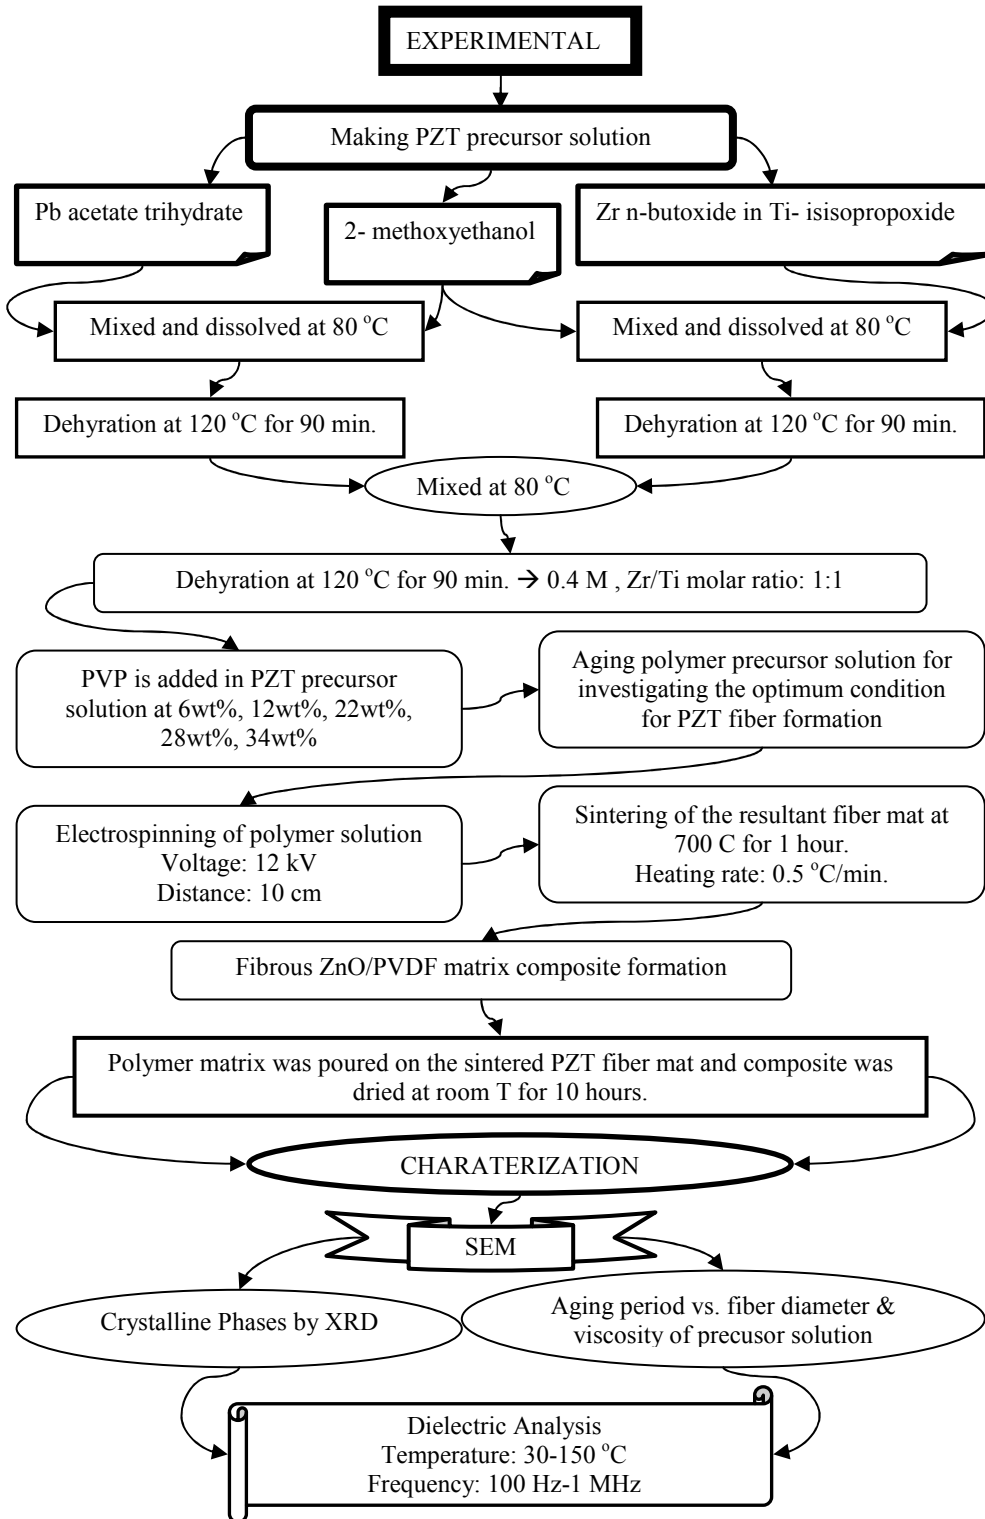 EXPERIMENTAL
Making PZT precursor solution
Pb acetate trihydrate
2- methoxyethanol
Zr n-butoxide in Ti- isisopropoxide
Mixed and dissolved at 80 °C
Mixed and dissolved at 80 °C
Dehyration at 120 °C for 90 min.
Dehyration at 120 °C for 90 min.
Mixed at 80 °C
Dehyration at 120 °C for 90 min. → 0.4 M , Zr/Ti molar ratio: 1:1
PVP is added in PZT precursor
solution at 6wt%, 12wt%, 22wt%,
28wt%, 34wt%
Aging polymer precursor solution for
investigating the optimum condition
for PZT fiber formation
Electrospinning of polymer solution
Voltage: 12 kV
Distance: 10 cm
Sintering of the resultant fiber mat at
700 C for 1 hour.
Heating rate: 0.5 °C/min.
Fibrous ZnO/PVDF matrix composite formation
Polymer matrix was poured on the sintered PZT fiber mat and composite was
dried at room T for 10 hours.
CHARATERIZATION
SEM
Crystalline Phases by XRD
Aging period vs. fiber diameter &
viscosity of precusor solution
Dielectric Analysis
Temperature: 30-150 °C
Frequency: 100 Hz-1 MHz